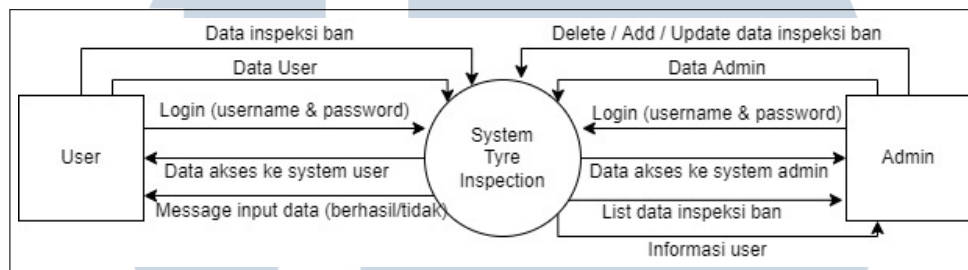 Data inspeksi ban
Delete / Add / Update data inspeksi ban
Data User
Data Admin
Login (username & password)
Login (username & password)
User
System
Tyre
Inspection
Admin
Data akses ke system user
Data akses ke system admin
Message input data (berhasil/tidak)
List data inspeksi ban
Informasi user